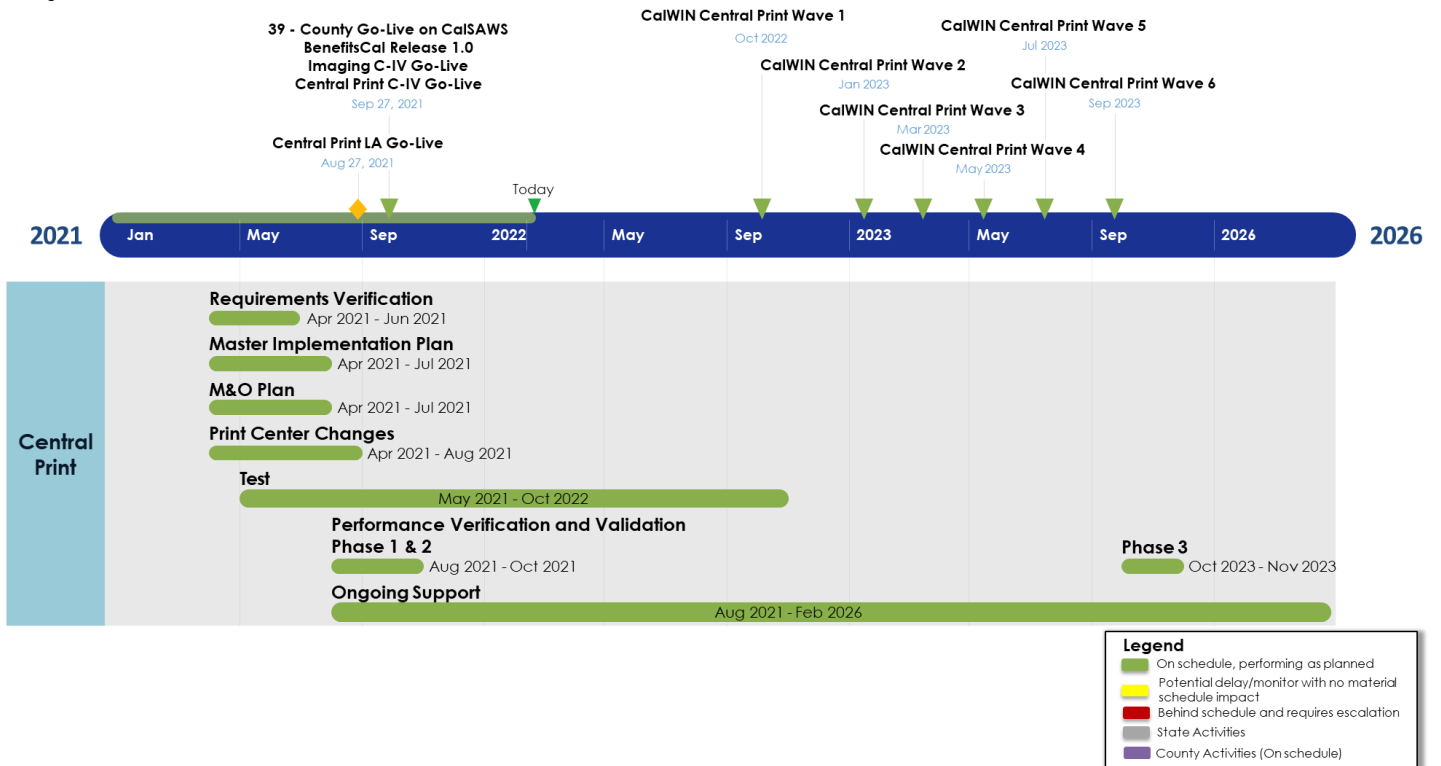 CalWIN Central Print Wave 1
Oct 2022
39 - County Go-Live on CalSAWS
BenefitsCal Release 1.0
Imaging C-IV Go-Live
Central Print C-IV Go-Live
Sep 27, 2021
CalWIN Central Print Wave 5
Jul 2023
CalWIN Central Print Wave 2
Jan 2023
CalWIN Central Print Wave 6
Sep 2023
CalWIN Central Print Wave 3
Mar 2023
Central Print LA Go-Live
Aug 27, 2021
CalWIN Central Print Wave 4
May 2023
Today
2021
Jan
May
Sep
2022
May
Sep
2023
May
Sep
2026
2026
Central
Print
Requirements Verification
Apr 2021 - Jun 2021
Master Implementation Plan
Apr 2021 - Jul 2021
M&O Plan
Apr 2021 - Jul 2021
Print Center Changes
Apr 2021 - Aug 2021
Test
May 2021 - Oct 2022
Performance Verification and Validation
Phase 1 & 2
Aug 2021 - Oct 2021
Phase 3
Oct 2023 - Nov 2023
Ongoing Support
Aug 2021 - Feb 2026
Legend
On schedule, performing as planned
Potential delay/monitor with no material
schedule impact
Behind schedule and requires escalation
State Activities
County Activities (On schedule)